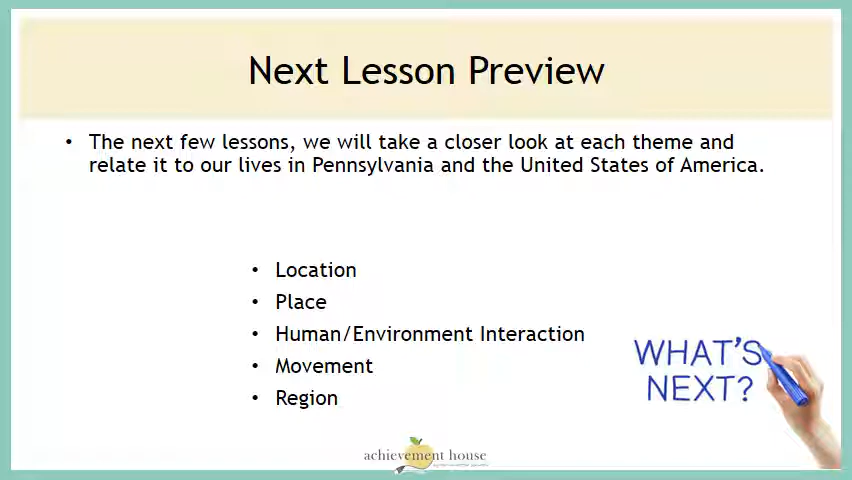 Next Lesson Preview
• The next few lessons, we will take a closer look at each theme and
relate it to our lives in Pennsylvania and the United States of America.
• Location
• Place
• Human/Environment Interaction
• Movement
• Region
WHAT'S
NEXT?
achievement house